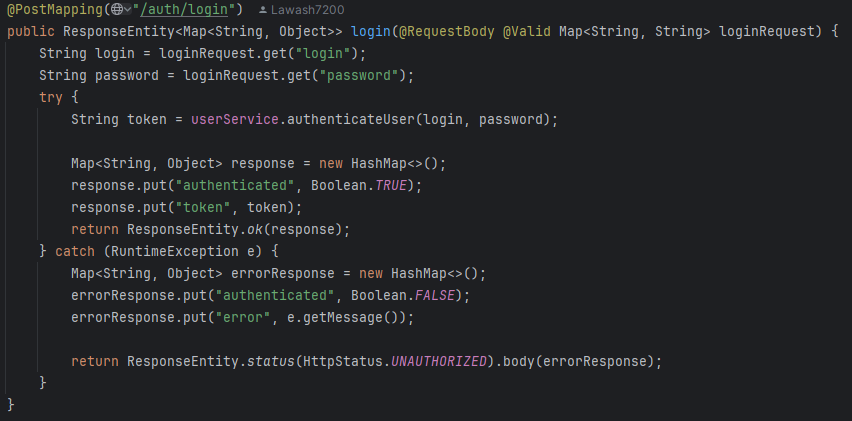 @PostMapping("/auth/login") Lawash7200
public ResponseEntity<Map<String, Object>> login(@RequestBody @Valid Map<String, String> loginRequest) {
    String login = loginRequest.get("login");
    String password = loginRequest.get("password");
    try {
        String token = userService.authenticateUser(login, password);

        Map<String, Object> response = new HashMap<>();
        response.put("authenticated", Boolean.TRUE);
        response.put("token", token);
        return ResponseEntity.ok(response);
    } catch (RuntimeException e) {
        Map<String, Object> errorResponse = new HashMap<>();
        errorResponse.put("authenticated", Boolean.FALSE);
        errorResponse.put("error", e.getMessage());

        return ResponseEntity.status(HttpStatus.UNAUTHORIZED).body(errorResponse);
    }
}